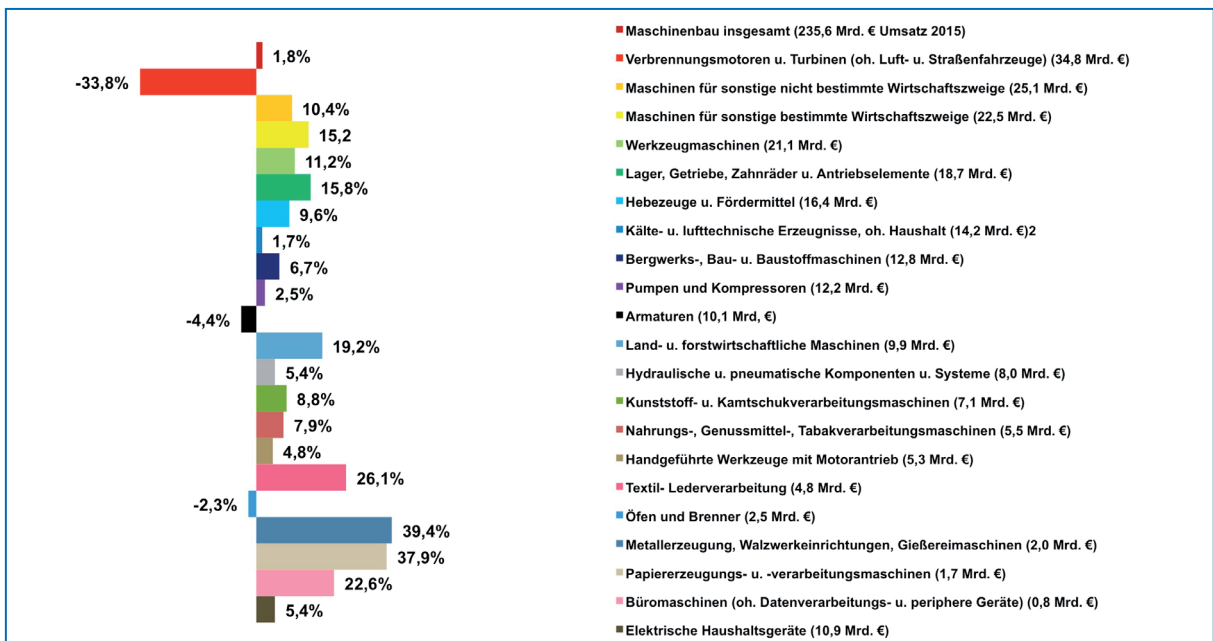 1,8%
-33,8%
10,4%
15,2
11,2%
15,8%
9,6%
1,7%
6,7%
2,5%
-4,4%
19,2%
5,4%
8,8%
7,9%
4,8%
26,1%
-2,3%
39,4%
37,9%
22,6%
5,4%
Maschinenbau insgesamt (235,6 Mrd. € Umsatz 2015)
Verbrennungsmotoren u. Turbinen (oh. Luft- u. Straßenfahrzeuge) (34,8 Mrd. €)
Maschinen für sonstige nicht bestimmte Wirtschaftszweige (25,1 Mrd. €)
Maschinen für sonstige bestimmte Wirtschaftszweige (22,5 Mrd. €)
Werkzeugmaschinen (21,1 Mrd. €)
Lager, Getriebe, Zahnräder u. Antriebselemente (18,7 Mrd. €)
Hebezeuge u. Fördermittel (16,4 Mrd. €)
Kälte- u. lufttechnische Erzeugnisse, oh. Haushalt (14,2 Mrd. €)2
Bergwerks-, Bau- u. Baustoffmaschinen (12,8 Mrd. €)
Pumpen und Kompressoren (12,2 Mrd. €)
Armaturen (10,1 Mrd, €)
Land- u. forstwirtschaftliche Maschinen (9,9 Mrd. €)
Hydraulische u. pneumatische Komponenten u. Systeme (8,0 Mrd. €)
Kunststoff- u. Kamtschukverarbeitungsmaschinen (7,1 Mrd. €)
Nahrungs-, Genussmittel-, Tabakverarbeitungsmaschinen (5,5 Mrd. €)
Handgeführte Werkzeuge mit Motorantrieb (5,3 Mrd. €)
Textil- Lederverarbeitung (4,8 Mrd. €)
Öfen und Brenner (2,5 Mrd. €)
Metallerzeugung, Walzwerkeinrichtungen, Gießereimaschinen (2,0 Mrd. €)
Papiererzeugungs- u. -verarbeitungsmaschinen (1,7 Mrd. €)
Büromaschinen (oh. Datenverarbeitungs- u. periphere Geräte) (0,8 Mrd. €)
Elektrische Haushaltsgeräte (10,9 Mrd. €)